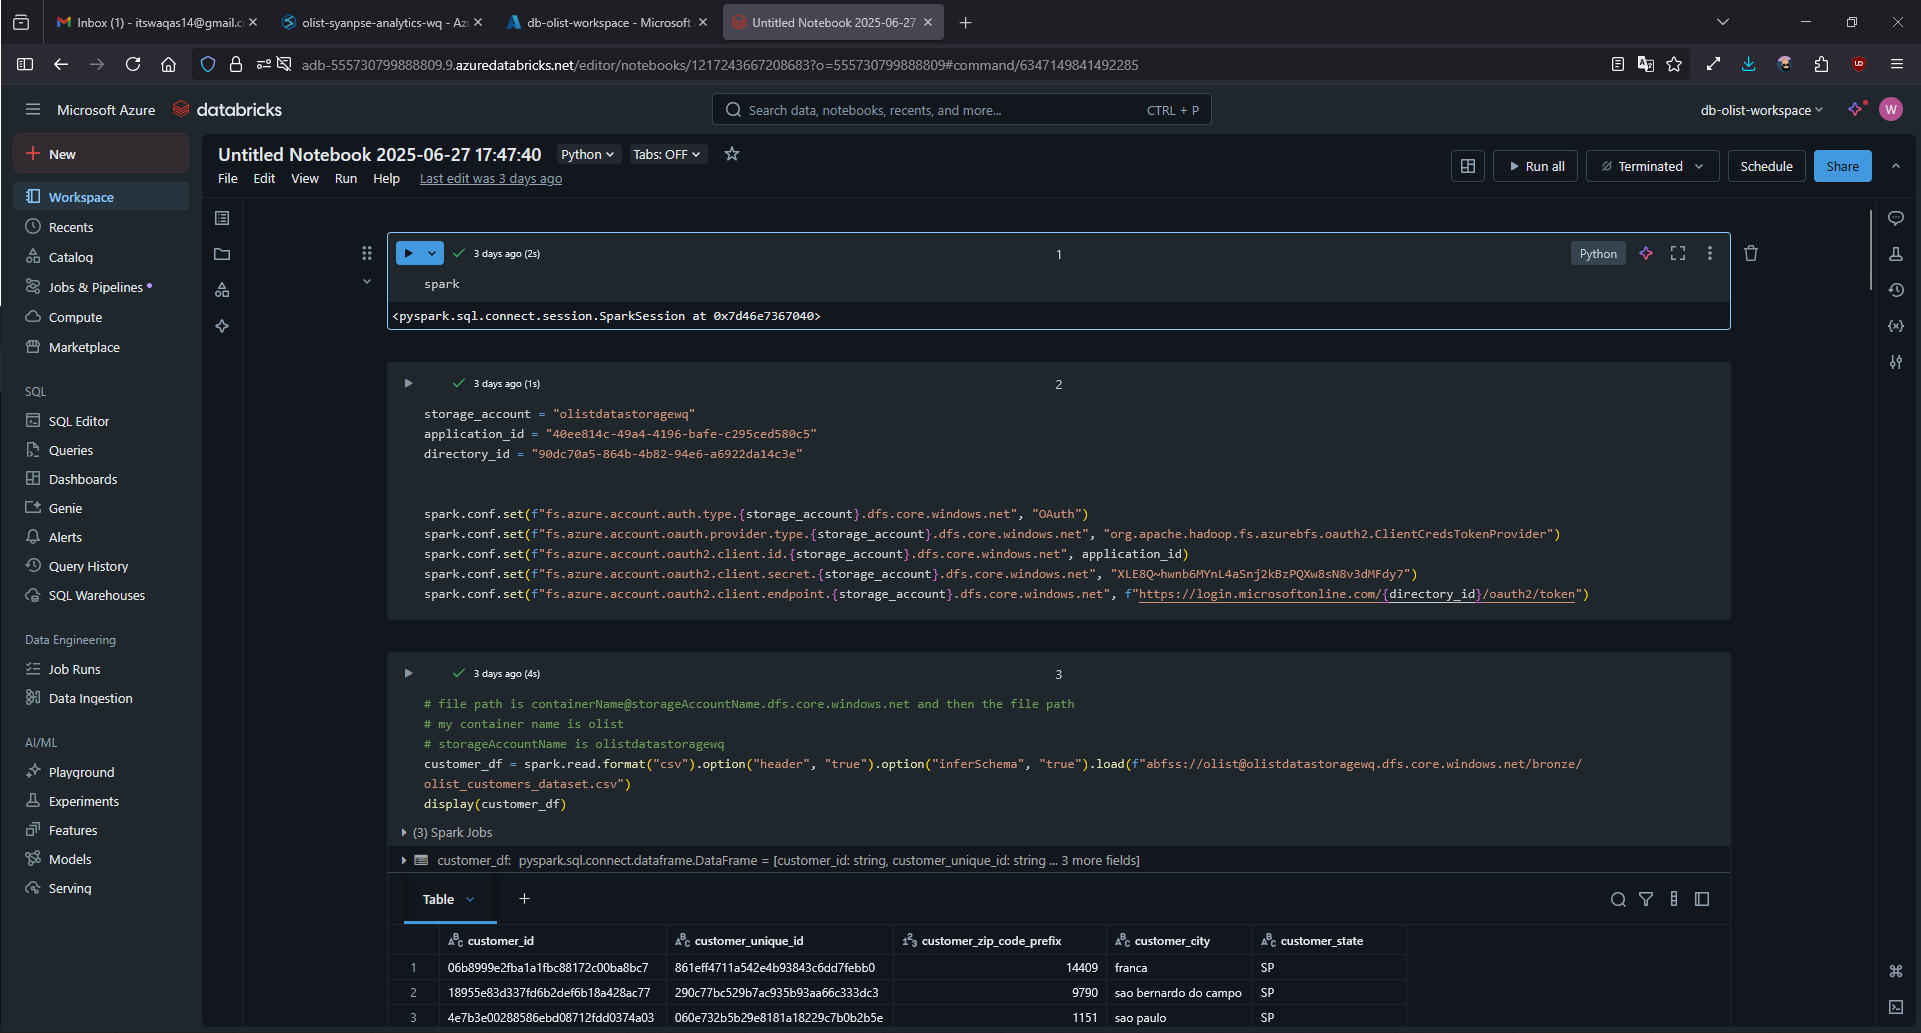 Inbox (1) - itswaqas14@gmail.c
olist-syanpse-analytics-wq - Az
db-olist-workspace - Microsoft
Untitled Notebook 2025-06-27
adb-555730799888809.9.azuredatabricks.net/editor/notebooks/1217243667208683?o=555730799888809#command/6347149841492285
Microsoft Azure
databricks
Search data, notebooks, recents, and more...
CTRL + P
db-olist-workspace
W
New
Workspace
Recents
Catalog
Jobs & Pipelines
Compute
Marketplace
SQL
SQL Editor
Queries
Dashboards
Genie
Alerts
Query History
SQL Warehouses
Data Engineering
Job Runs
Data Ingestion
AI/ML
Playground
Experiments
Features
Models
Serving
Untitled Notebook 2025-06-27 17:47:40
Python
Tabs: OFF
File Edit View Run Help Last edit was 3 days ago
Run all
Terminated
Schedule
Share
3 days ago (2s)
1
Python
spark
<pyspark.sql.connect.session.SparkSession at 0x7d46e7367040>
3 days ago (1s)
2
storage_account = "olistdatastoragewq"
application_id = "40ee814c-49a4-4196-bafe-c295ced580c5"
directory_id = "90dc70a5-864b-4b82-94e6-a6922da14c3e"
spark.conf.set(f"fs.azure.account.auth.type.{storage_account}.dfs.core.windows.net", "OAuth")
spark.conf.set(f"fs.azure.account.oauth.provider.type.{storage_account}.dfs.core.windows.net", "org.apache.hadoop.fs.azurebfs.oauth2.ClientCredsTokenProvider")
spark.conf.set(f"fs.azure.account.oauth2.client.id.{storage_account}.dfs.core.windows.net", application_id)
spark.conf.set(f"fs.azure.account.oauth2.client.secret.{storage_account}.dfs.core.windows.net", "XLE8Q~hwnb6MYnL4aSnj2kBzPQXw8sN8v3dMFdy7")
spark.conf.set(f"fs.azure.account.oauth2.client.endpoint.{storage_account}.dfs.core.windows.net", f"https://login.microsoftonline.com/{directory_id}/oauth2/token")
3 days ago (4s)
3
# file path is containerName@storageAccountName.dfs.core.windows.net and then the file path
# my container name is olist
# storageAccountName is olistdatastoragewq
customer_df = spark.read.format("csv").option("header", "true").option("inferSchema", "true").load(f"abfss://olist@olistdatastoragewq.dfs.core.windows.net/bronze/
olist_customers_dataset.csv")
display(customer_df)
(3) Spark Jobs
customer_df: pyspark.sql.connect.dataframe.DataFrame = [customer_id: string, customer_unique_id: string ... 3 more fields]
Table
customer_id customer_unique_id customer_zip_code_prefix customer_city customer_state
1 06b8999e2fba1a1fbc88172c00ba8bc7 861eff4711a542e4b93843c6dd7febb0 14409 franca SP
2 18955e83d337fd6b2def6b18a428ac77 290c77bc529b7ac935b93aa66c333dc3 9790 sao bernardo do campo SP
3 4e7b3e00288586ebd08712fdd0374a03 060e732b5b29e8181a18229c7b0b2b5e 1151 sao paulo SP